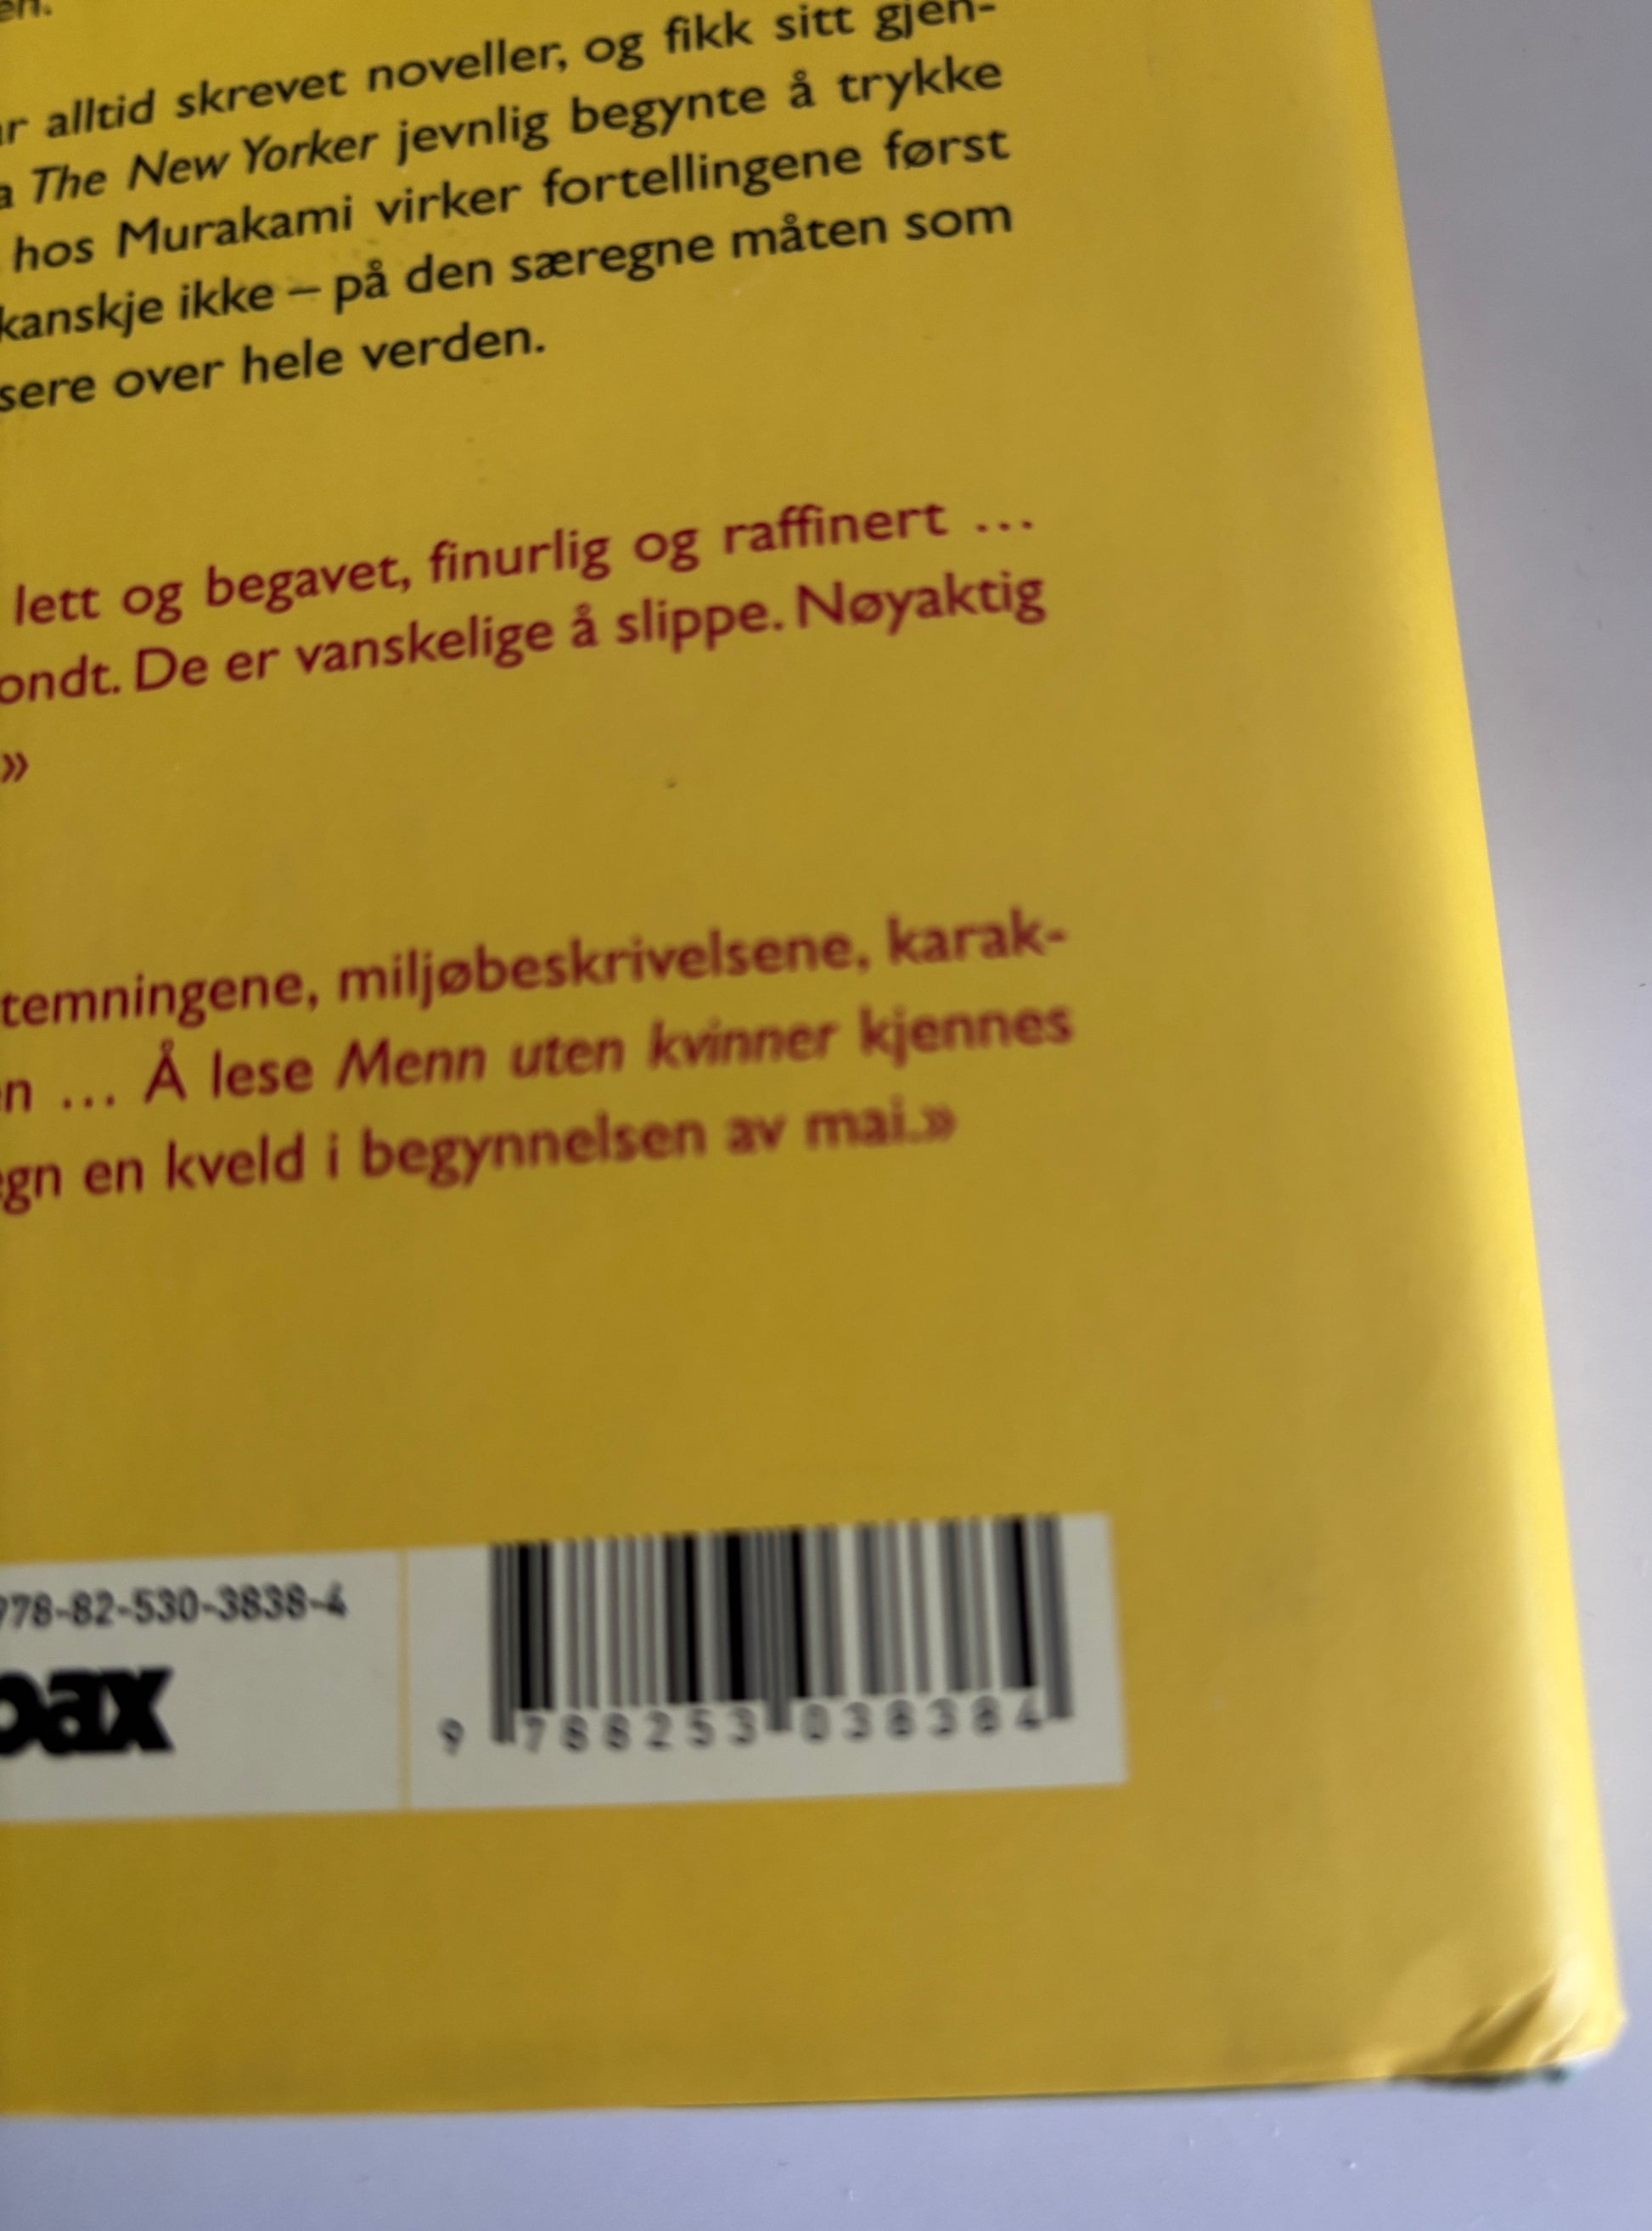 en.
ar alltid skrevet noveller, og fikk sitt gjen-
a The New Yorker jevnlig begynte å trykke
hos Murakami virker fortellingene først
kanskje ikke – på den særegne måten som
sere over hele verden.
lett og begavet, finurlig og raffinert …
ondt. De er vanskelige å slippe. Nøyaktig
»
temningene, miljøbeskrivelsene, karak-
en … Å lese Menn uten kvinner kjennes
egn en kveld i begynnelsen av mai.»
978-82-530-3838-4
pax
9 788253 038384